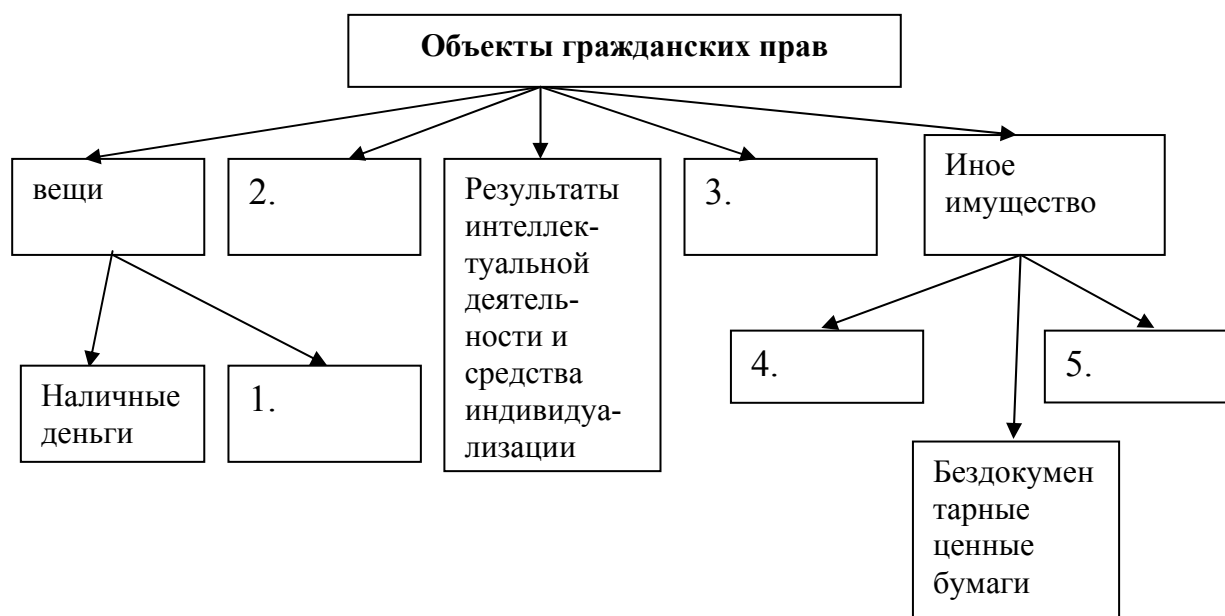 Объекты гражданских прав
вещи
2.
Результаты
интеллек-
туальной
деятель-
ности и
средства
индивидуа-
лизации
3.
Иное
имущество
Наличные
деньги
1.
4.
5.
Бездокумен
тарные
ценные
бумаги